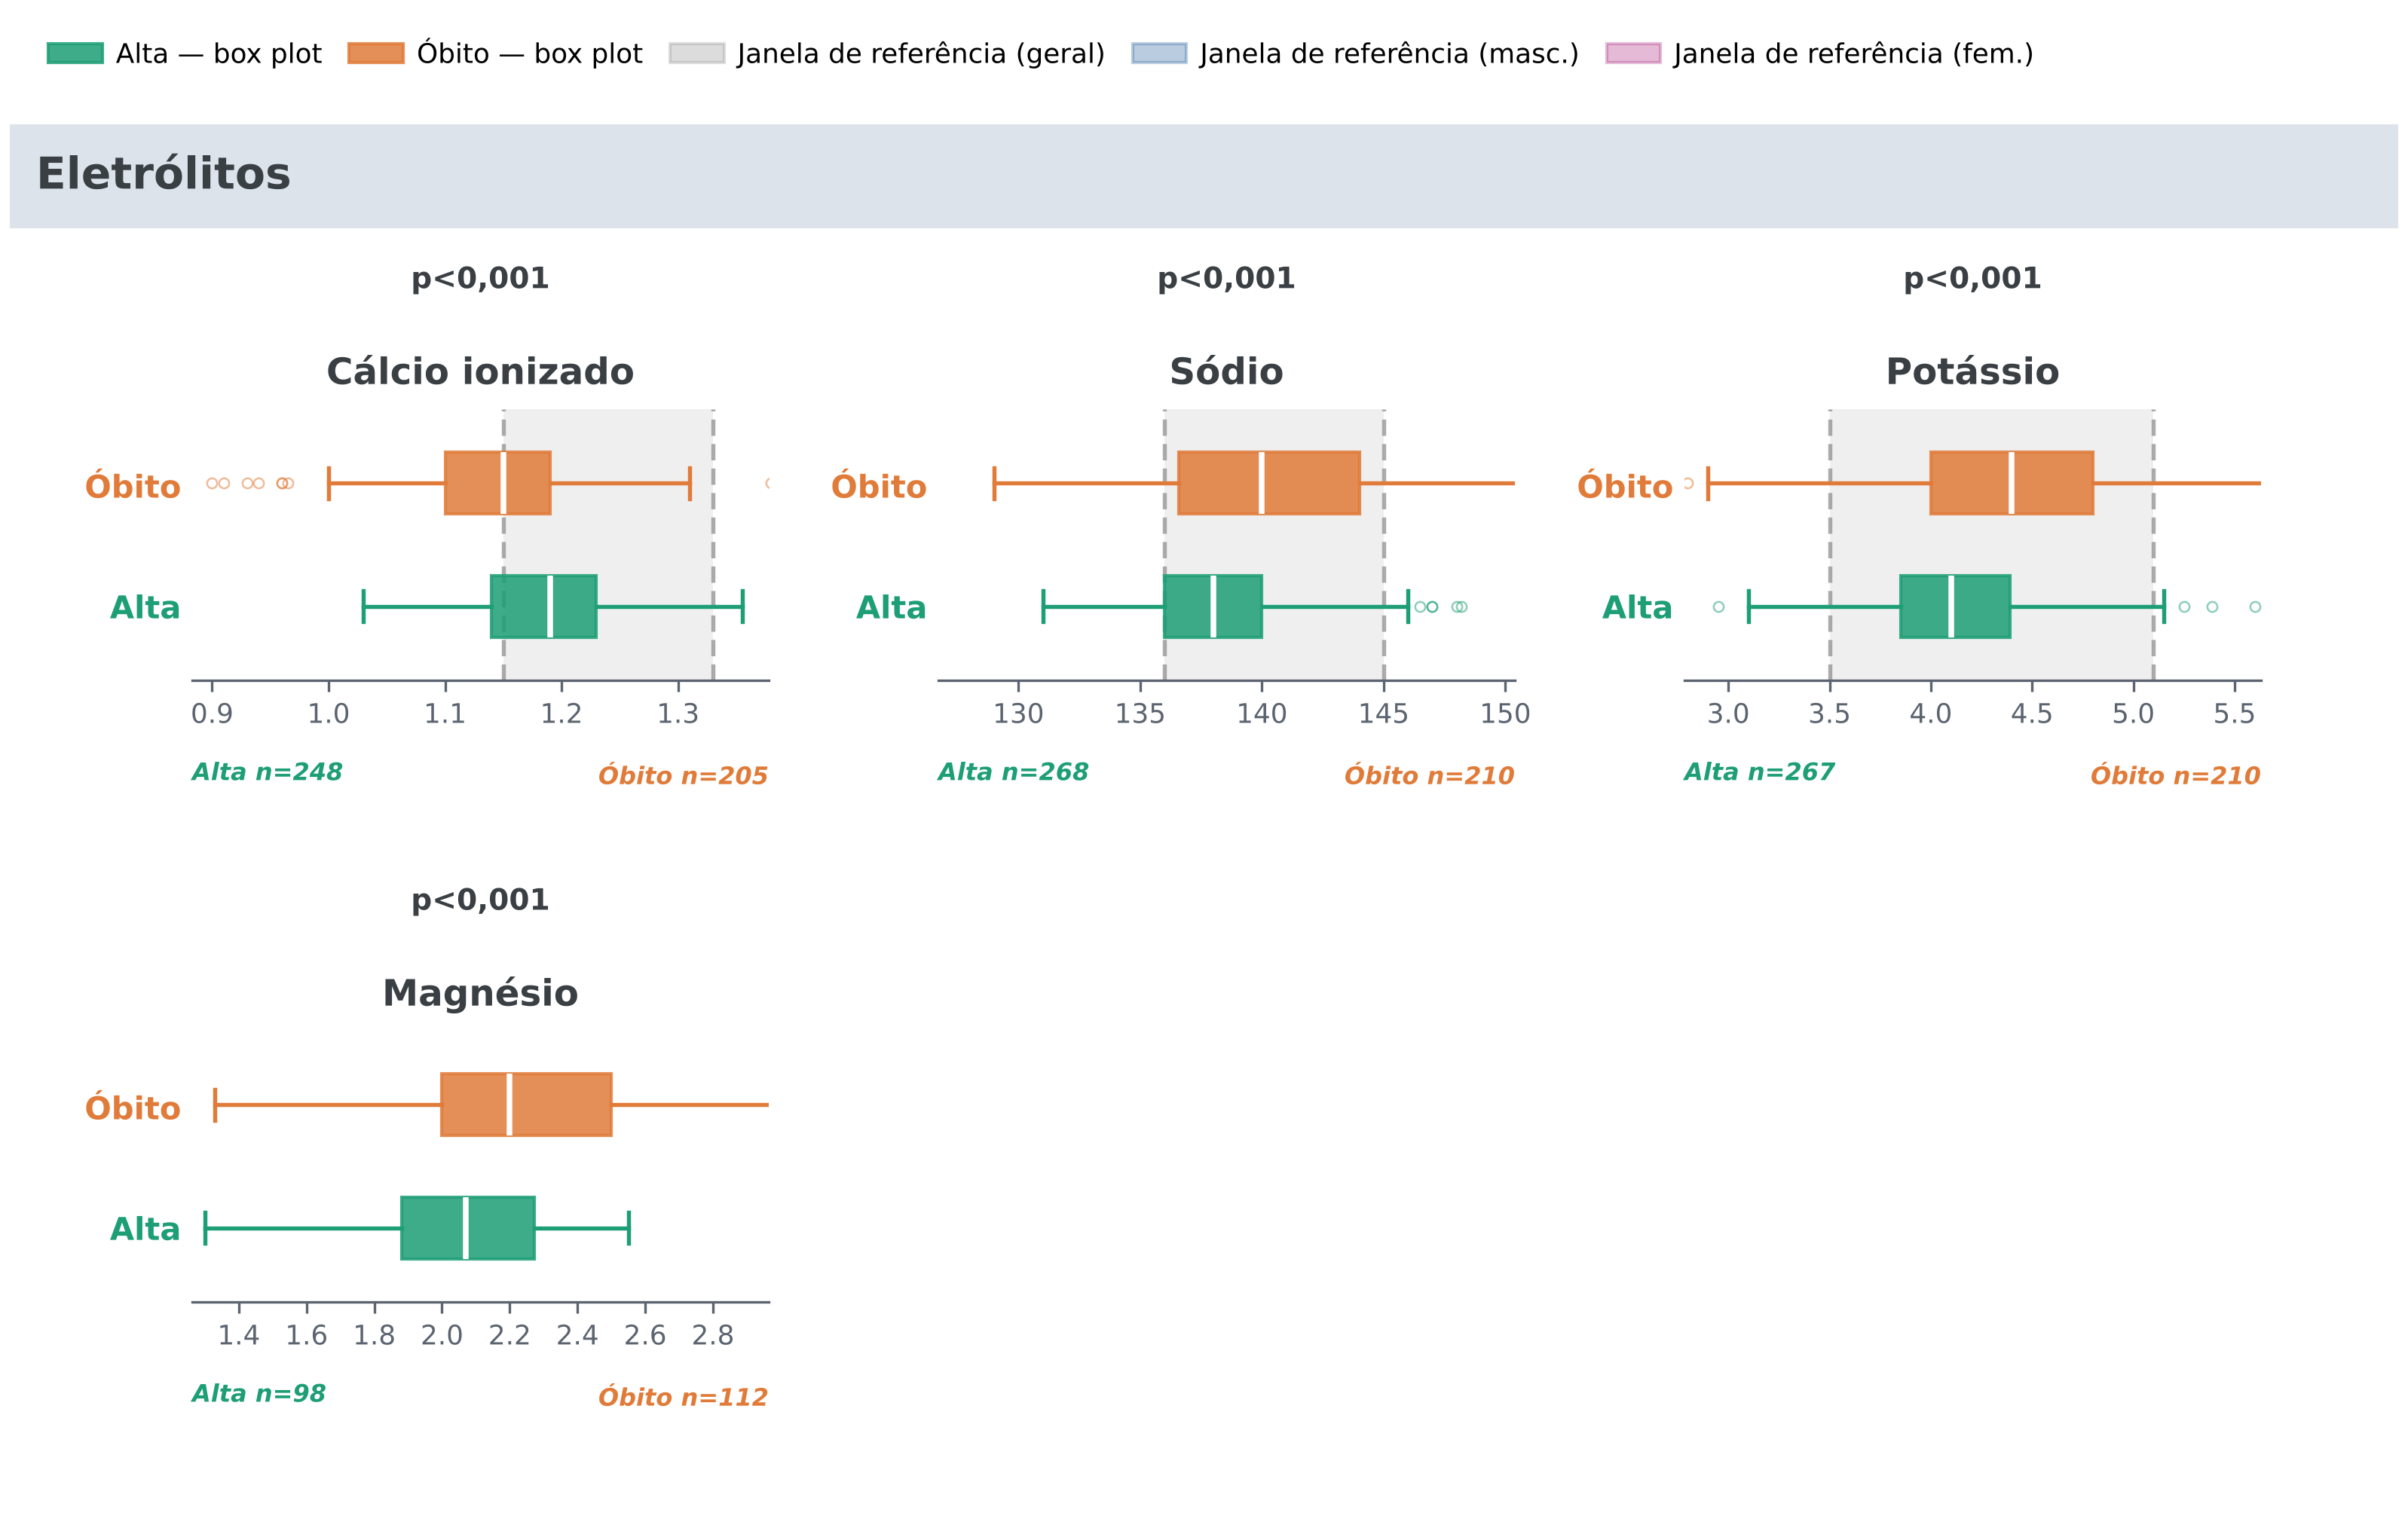 Alta — box plot Óbito — box plot Janela de referência (geral) Janela de referência (masc.) Janela de referência (fem.)
Eletrólitos
p<0,001 p<0,001 p<0,001
Cálcio ionizado Sódio Potássio
Óbito Óbito Óbito
Alta Alta Alta
0.9 1.0 1.1 1.2 1.3 130 135 140 145 150 3.0 3.5 4.0 4.5 5.0 5.5
Alta n=248 Óbito n=205 Alta n=268 Óbito n=210 Alta n=267 Óbito n=210
p<0,001
Magnésio
Óbito
Alta
1.4 1.6 1.8 2.0 2.2 2.4 2.6 2.8
Alta n=98 Óbito n=112